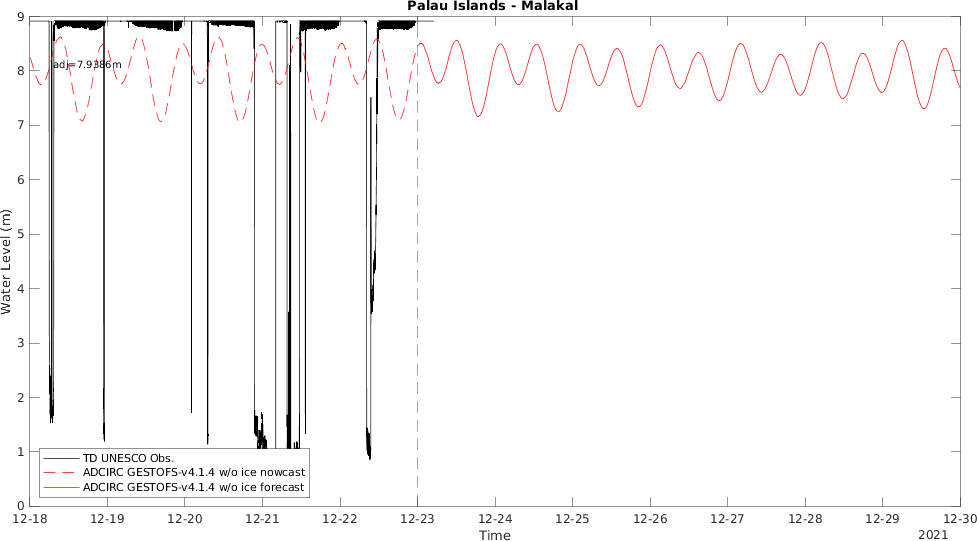 Palau Islands - Malakal
9
8
7
6
5
4
3
2
1
0
Water Level (m)
adj=7.9386m
TD UNESCO Obs.
ADCIRC GESTOFS-v4.1.4 w/o ice nowcast
ADCIRC GESTOFS-v4.1.4 w/o ice forecast
12-18 12-19 12-20 12-21 12-22 12-23 12-24 12-25 12-26 12-27 12-28 12-29 12-30
Time
2021